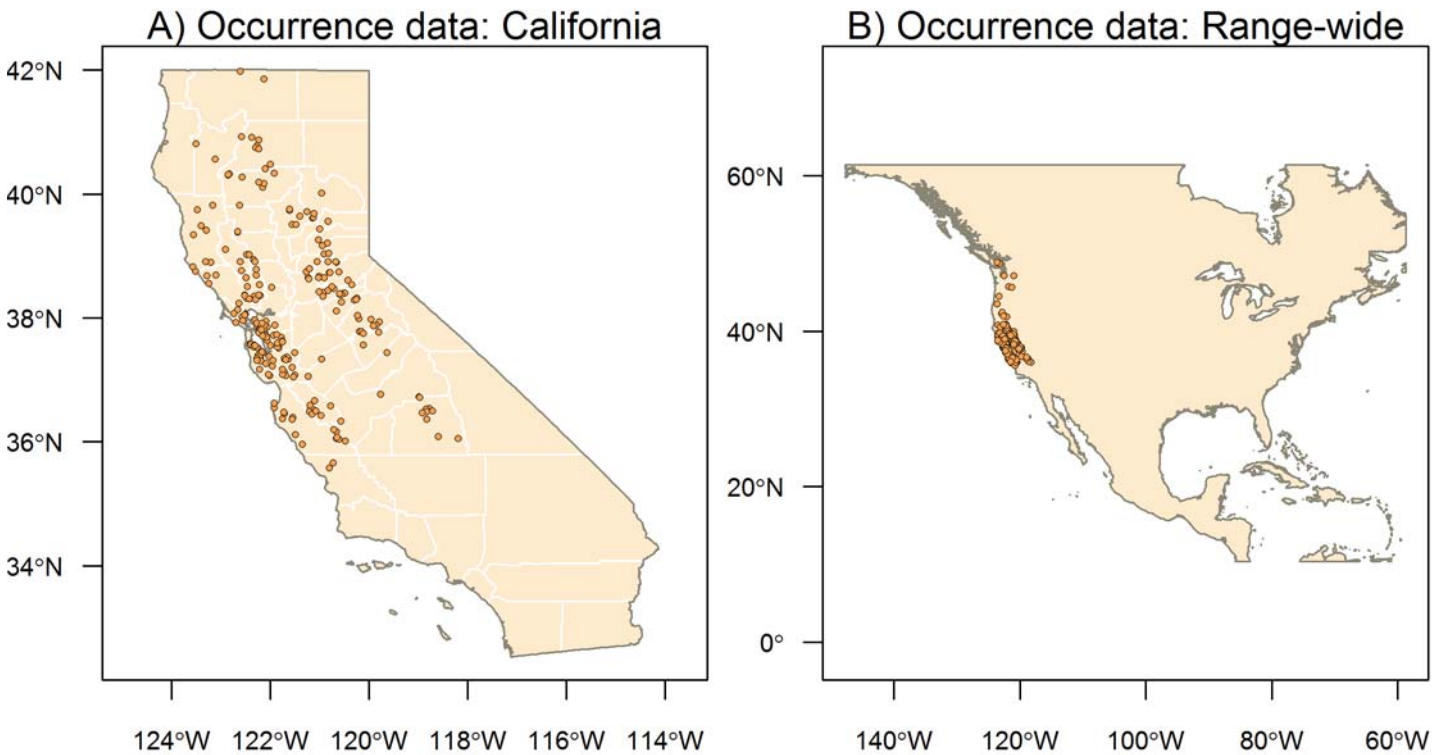 A) Occurrence data: California
42°N
40°N
38°N
36°N
34°N
124°W 122°W 120°W 118°W 116°W 114°W
B) Occurrence data: Range-wide
60°N
40°N
20°N
0°
140°W 120°W 100°W 80°W 60°W